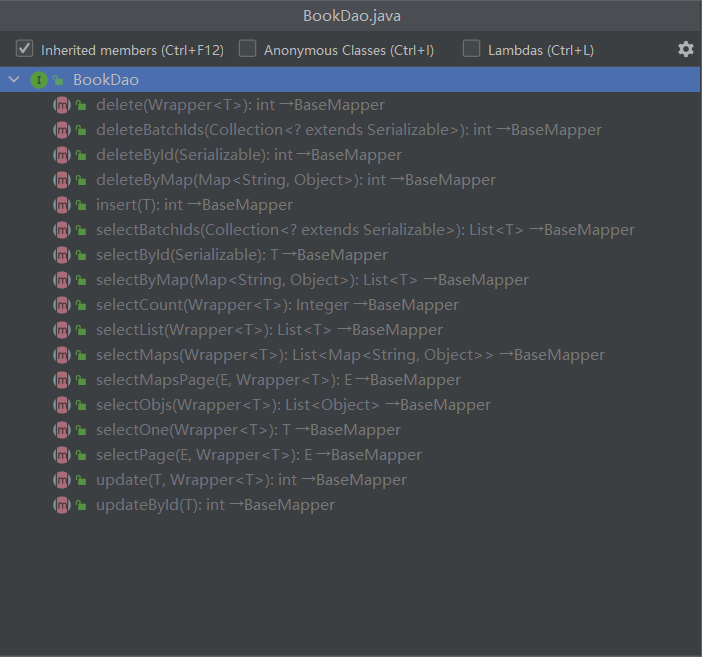 BookDao.java
Inherited members (Ctrl+F12) Anonymous Classes (Ctrl+I) Lambdas (Ctrl+L)
I BookDao
m delete(Wrapper<T>): int →BaseMapper
m deleteBatchIds(Collection<? extends Serializable>): int →BaseMapper
m deleteById(Serializable): int →BaseMapper
m deleteByMap(Map<String, Object>): int →BaseMapper
m insert(T): int →BaseMapper
m selectBatchIds(Collection<? extends Serializable>): List<T> →BaseMapper
m selectById(Serializable): T →BaseMapper
m selectByMap(Map<String, Object>): List<T> →BaseMapper
m selectCount(Wrapper<T>): Integer →BaseMapper
m selectList(Wrapper<T>): List<T> →BaseMapper
m selectMaps(Wrapper<T>): List<Map<String, Object>> →BaseMapper
m selectMapsPage(E, Wrapper<T>): E →BaseMapper
m selectObjs(Wrapper<T>): List<Object> →BaseMapper
m selectOne(Wrapper<T>): T →BaseMapper
m selectPage(E, Wrapper<T>): E →BaseMapper
m update(T, Wrapper<T>): int →BaseMapper
m updateById(T): int →BaseMapper